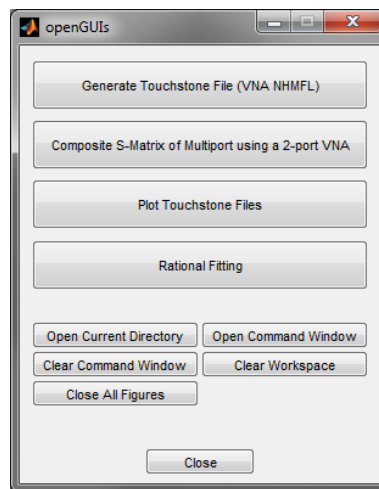 openGUIs
Generate Touchstone File (VNA NHMFL)
Composite S-Matrix of Multiport using a 2-port VNA
Plot Touchstone Files
Rational Fitting
Open Current Directory Open Command Window
Clear Command Window Clear Workspace
Close All Figures
Close